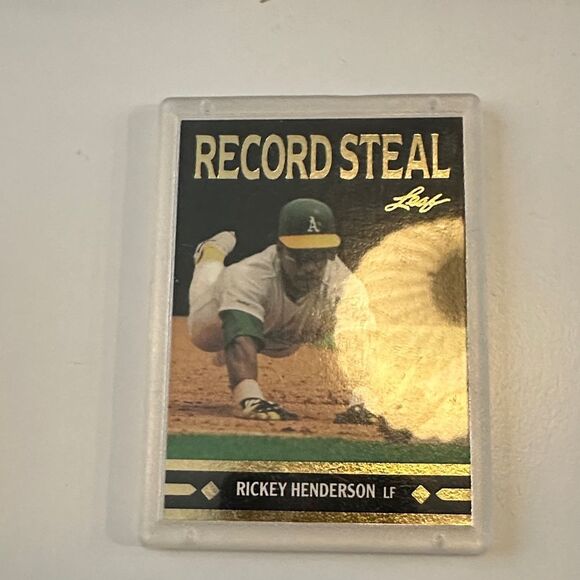 RECORD STEAL
Leaf
A's
RICKEY HENDERSON LF